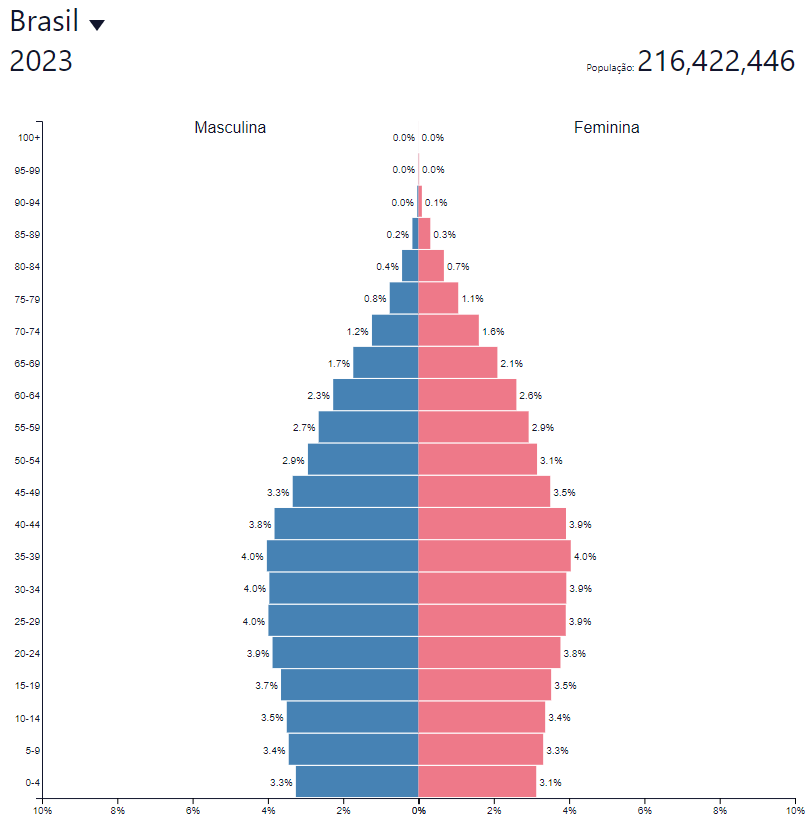 Brasil
2023
População: 216,422,446
Masculina Feminina
100+ 0.0% 0.0%
95-99 0.0% 0.0%
90-94 0.0% 0.1%
85-89 0.2% 0.3%
80-84 0.4% 0.7%
75-79 0.8% 1.1%
70-74 1.2% 1.6%
65-69 1.7% 2.1%
60-64 2.3% 2.6%
55-59 2.7% 2.9%
50-54 2.9% 3.1%
45-49 3.3% 3.5%
40-44 3.8% 3.9%
35-39 4.0% 4.0%
30-34 4.0% 3.9%
25-29 4.0% 3.9%
20-24 3.9% 3.8%
15-19 3.7% 3.5%
10-14 3.5% 3.4%
5-9 3.4% 3.3%
0-4 3.3% 3.1%
10% 8% 6% 4% 2% 0% 2% 4% 6% 8% 10%